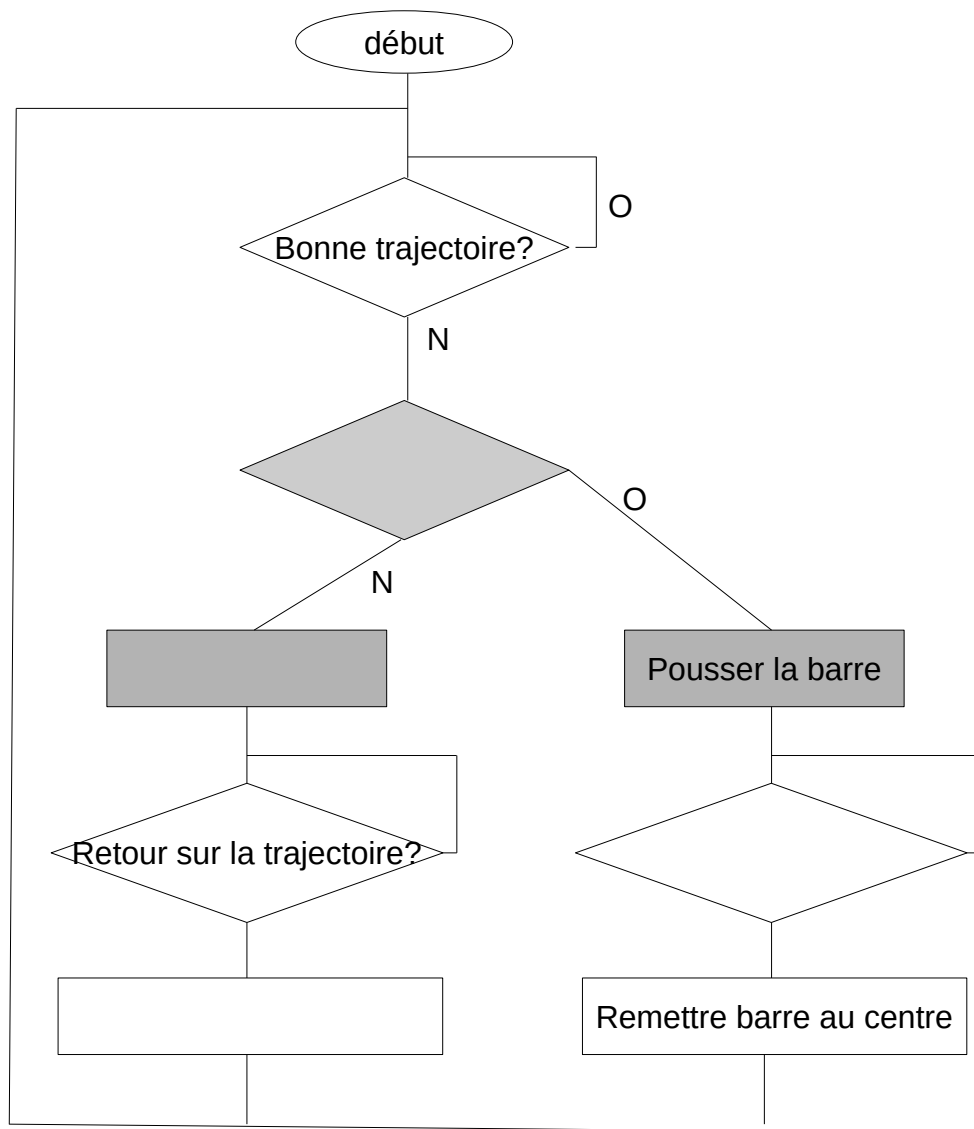 début
O
Bonne trajectoire?
N
O
N
Pousser la barre
Retour sur la trajectoire?
Remettre barre au centre